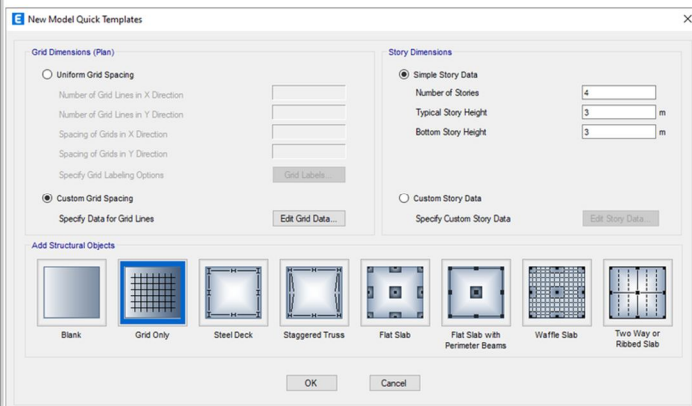 E New Model Quick Templates
Grid Dimensions (Plan)
Uniform Grid Spacing
Number of Grid Lines in X Direction
Number of Grid Lines in Y Direction
Spacing of Grids in X Direction
Spacing of Grids in Y Direction
Specify Grid Labeling Options
Grid Labels...
Custom Grid Spacing
Specify Data for Grid Lines
Edit Grid Data...
Story Dimensions
Simple Story Data
Number of Stories 4
Typical Story Height 3 m
Bottom Story Height 3 m
Custom Story Data
Specify Custom Story Data
Edit Story Data...
Add Structural Objects
Blank
Grid Only
Steel Deck
Staggered Truss
Flat Slab
Flat Slab with
Perimeter Beams
Waffle Slab
Two Way or
Ribbed Slab
OK
Cancel